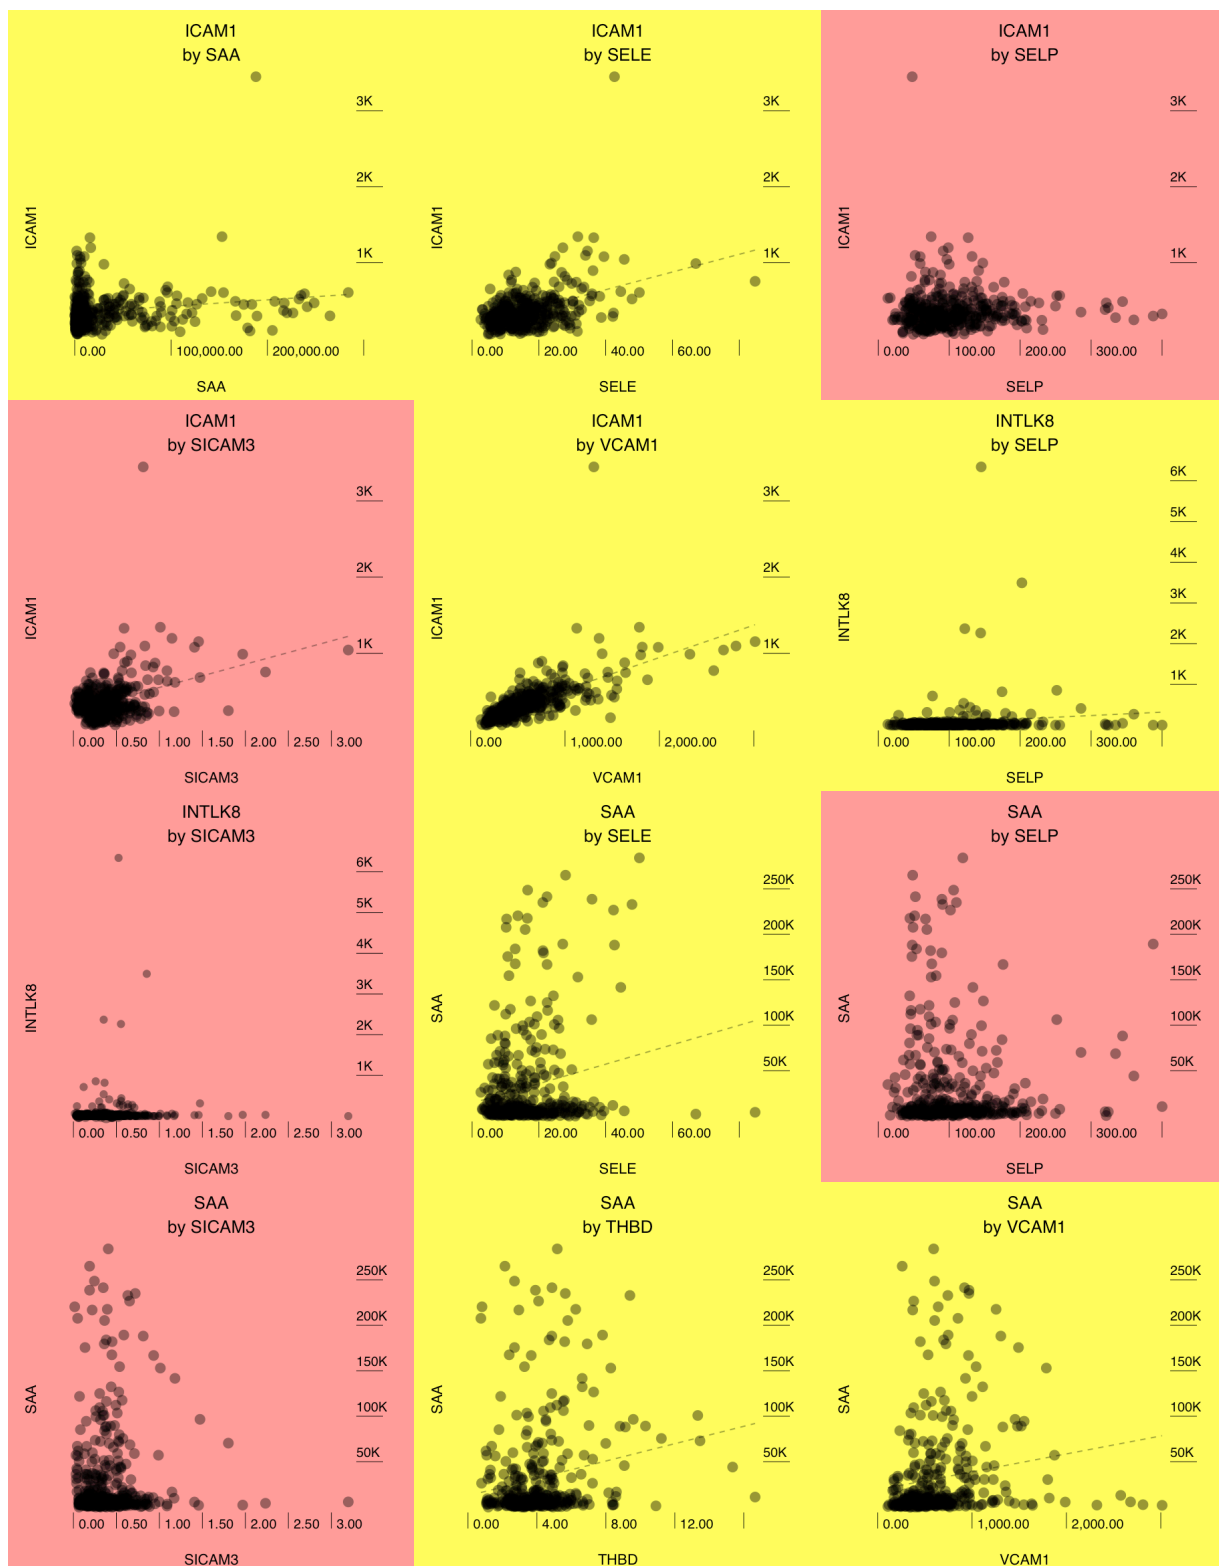 ICAM1
by SAA
3K
2K
1K
ICAM1
0.00 100,000.00 200,000.00
SAA
ICAM1
by SELE
3K
2K
1K
ICAM1
0.00 20.00 40.00 60.00
SELE
ICAM1
by SELP
3K
2K
1K
ICAM1
0.00 100.00 200.00 300.00
SELP
ICAM1
by SICAM3
3K
2K
1K
ICAM1
0.00 0.50 1.00 2.00 2.50 3.00
SICAM3
ICAM1
by VCAM1
3K
2K
1K
ICAM1
0.00 1,000.00 2,000.00
VCAM1
INTLK8
by SELP
6K
5K
4K
3K
2K
1K
INTLK8
0.00 100.00 200.00 300.00
SELP
INTLK8
by SICAM3
6K
5K
4K
3K
2K
1K
INTLK8
0.00 0.50 1.00 2.00 2.50 3.00
SICAM3
SAA
by SELE
250K
200K
150K
100K
50K
SAA
0.00 20.00 40.00 60.00
SELE
SAA
by SELP
250K
200K
150K
100K
50K
SAA
0.00 100.00 200.00 300.00
SELP
SAA
by SICAM3
250K
200K
150K
100K
50K
SAA
0.00 0.50 1.00 2.00 2.50 3.00
SICAM3
SAA
by THBD
250K
200K
150K
100K
50K
SAA
0.00 4.00 8.00 12.00
THBD
SAA
by VCAM1
250K
200K
150K
100K
50K
SAA
0.00 1,000.00 2,000.00
VCAM1